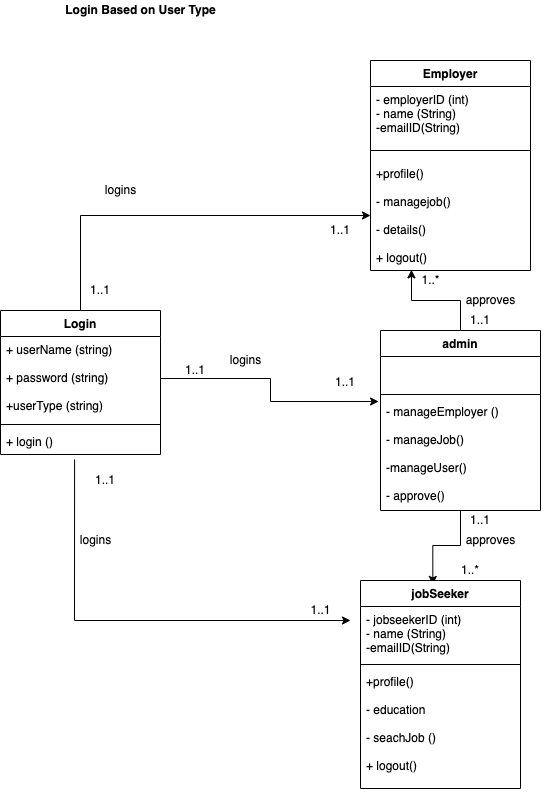 Login Based on User Type
Employer
- employerID (int)
- name (String)
-emailID(String)
+profile()
- managejob()
- details()
+ logout()
logins
1..1
1..1
1..*
approves
1..1
Login
+ userName (string)
+ password (string)
+userType (string)
+ login ()
1..1
logins
1..1
admin
- manageEmployer ()
- manageJob()
-manageUser()
- approve()
1..1
logins
1..1
1..1
approves
1..*
jobSeeker
- jobseekerID (int)
- name (String)
-emailID(String)
+profile()
- education
- seachJob ()
+ logout()